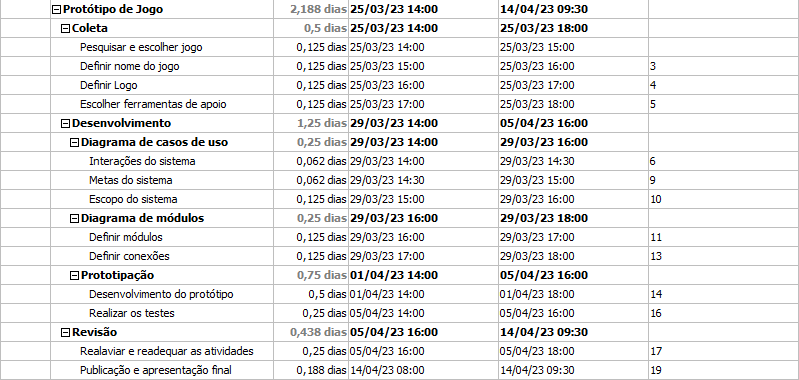 Protótipo de Jogo 2,188 dias 25/03/23 14:00 14/04/23 09:30
Coleta 0,5 dias 25/03/23 14:00 25/03/23 18:00
Pesquisar e escolher jogo 0,125 dias 25/03/23 14:00 25/03/23 15:00
Definir nome do jogo 0,125 dias 25/03/23 15:00 25/03/23 16:00 3
Definir Logo 0,125 dias 25/03/23 16:00 25/03/23 17:00 4
Escolher ferramentas de apoio 0,125 dias 25/03/23 17:00 25/03/23 18:00 5
Desenvolvimento 1,25 dias 29/03/23 14:00 05/04/23 16:00
Diagrama de casos de uso 0,25 dias 29/03/23 14:00 29/03/23 16:00
Interações do sistema 0,062 dias 29/03/23 14:00 29/03/23 14:30 6
Metas do sistema 0,062 dias 29/03/23 14:30 29/03/23 15:00 9
Escopo do sistema 0,125 dias 29/03/23 15:00 29/03/23 16:00 10
Diagrama de módulos 0,25 dias 29/03/23 16:00 29/03/23 18:00
Definir módulos 0,125 dias 29/03/23 16:00 29/03/23 17:00 11
Definir conexões 0,125 dias 29/03/23 17:00 29/03/23 18:00 13
Prototipação 0,75 dias 01/04/23 14:00 05/04/23 16:00
Desenvolvimento do protótipo 0,5 dias 01/04/23 14:00 01/04/23 18:00 14
Realizar os testes 0,25 dias 05/04/23 14:00 05/04/23 16:00 16
Revisão 0,438 dias 05/04/23 16:00 14/04/23 09:30
Realaviar e readequar as atividades 0,25 dias 05/04/23 16:00 05/04/23 18:00 17
Publicação e apresentação final 0,188 dias 14/04/23 08:00 14/04/23 09:30 19